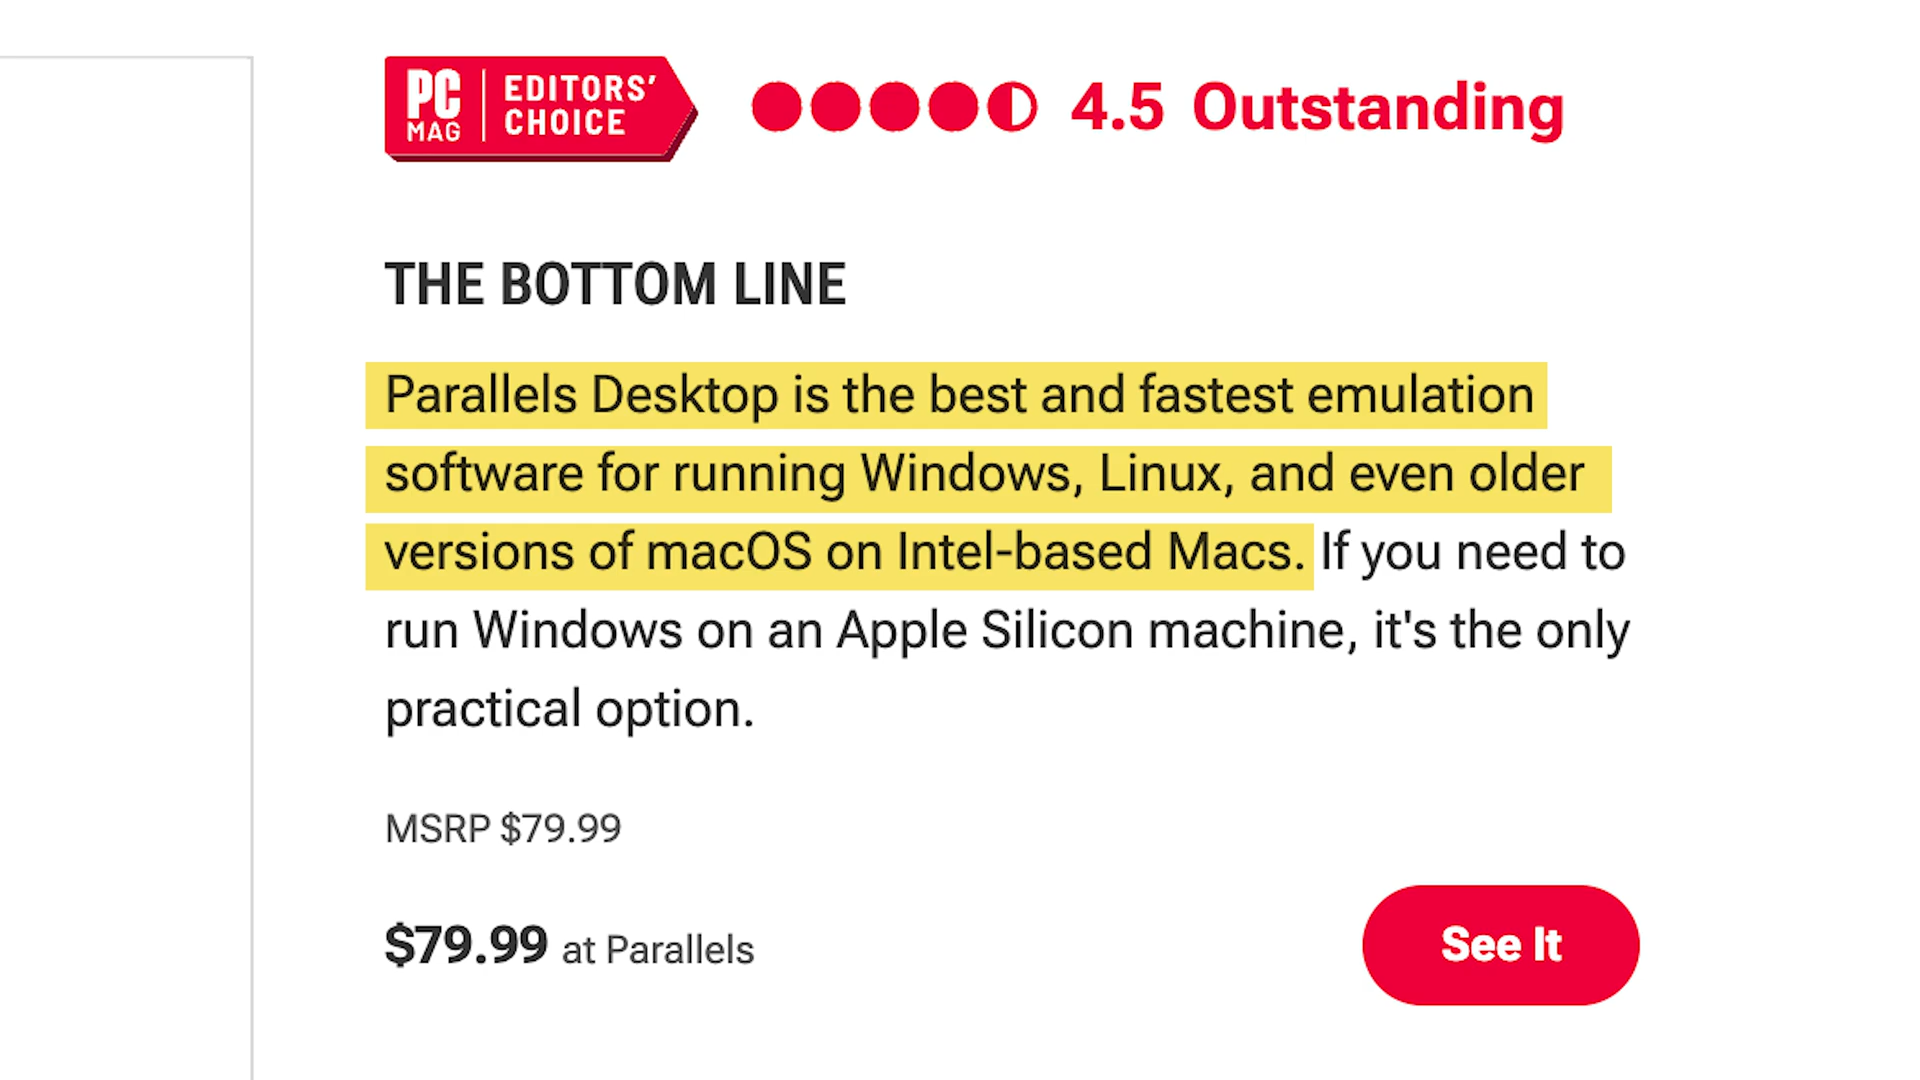 PC MAG EDITORS' CHOICE
4.5 Outstanding
THE BOTTOM LINE
Parallels Desktop is the best and fastest emulation
software for running Windows, Linux, and even older
versions of macOS on Intel-based Macs. If you need to
run Windows on an Apple Silicon machine, it's the only
practical option.
MSRP $79.99
$79.99 at Parallels
See It